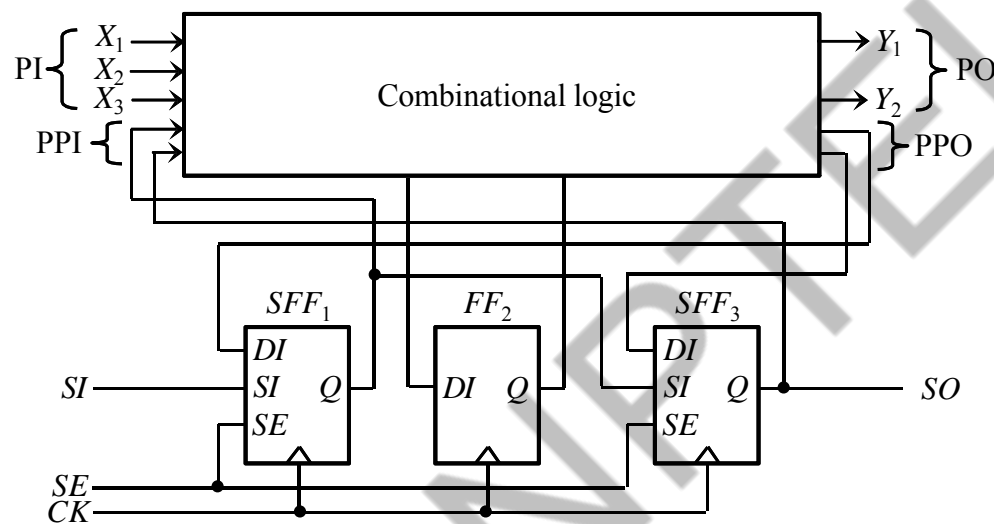 PI
X₁
X₂
X₃
PPI
Combinational logic
Y₁
Y₂
PO
PPO
SFF₁
FF₂
SFF₃
DI
SI
Q
SE
DI
Q
DI
SI
Q
SE
SI
SO
SE
CK
NPTEL